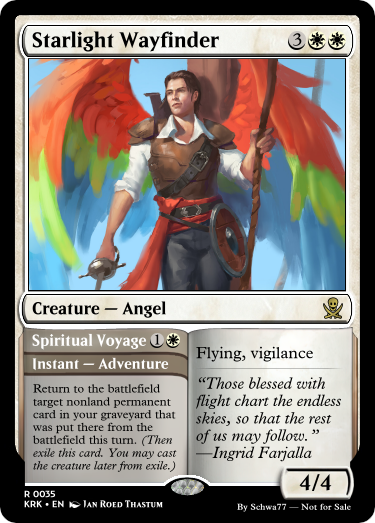 Starlight Wayfinder 3
Creature — Angel
Spiritual Voyage 1
Instant — Adventure
Return to the battlefield
target nonland permanent
card in your graveyard that
was put there from the
battlefield this turn. (Then
exile this card. You may cast
the creature later from exile.)
Flying, vigilance
“Those blessed with
flight chart the endless
skies, so that the rest
of us may follow.”
—Ingrid Farjalla
4/4
R 0035
KRK • EN Jan Roed Thastum
By Schwa77 — Not for Sale